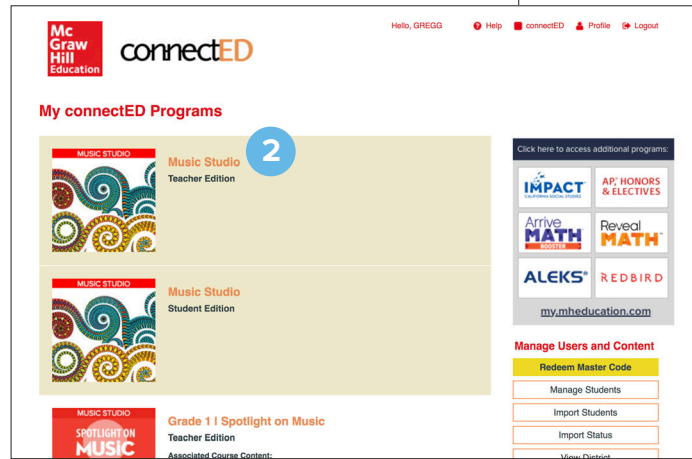 Mc
Graw
Hill
Education
connectED
Hello, GREGG
Help
connectED
Profile
Logout
My connectED Programs
MUSIC STUDIO
Music Studio
2
Teacher Edition
MUSIC STUDIO
Music Studio
Student Edition
MUSIC STUDIO
SPOTLIGHT ON
MUSIC
Grade 1 | Spotlight on Music
Teacher Edition
Associated Course Content:
Click here to access additional programs:
IMPACT
CALIFORNIA SOCIAL STUDIES
AP, HONORS
& ELECTIVES
Arrive
MATH
BOOSTER
Reveal
MATH
ALEKS®
REDBIRD
my.mheducation.com
Manage Users and Content
Redeem Master Code
Manage Students
Import Students
Import Status
View District